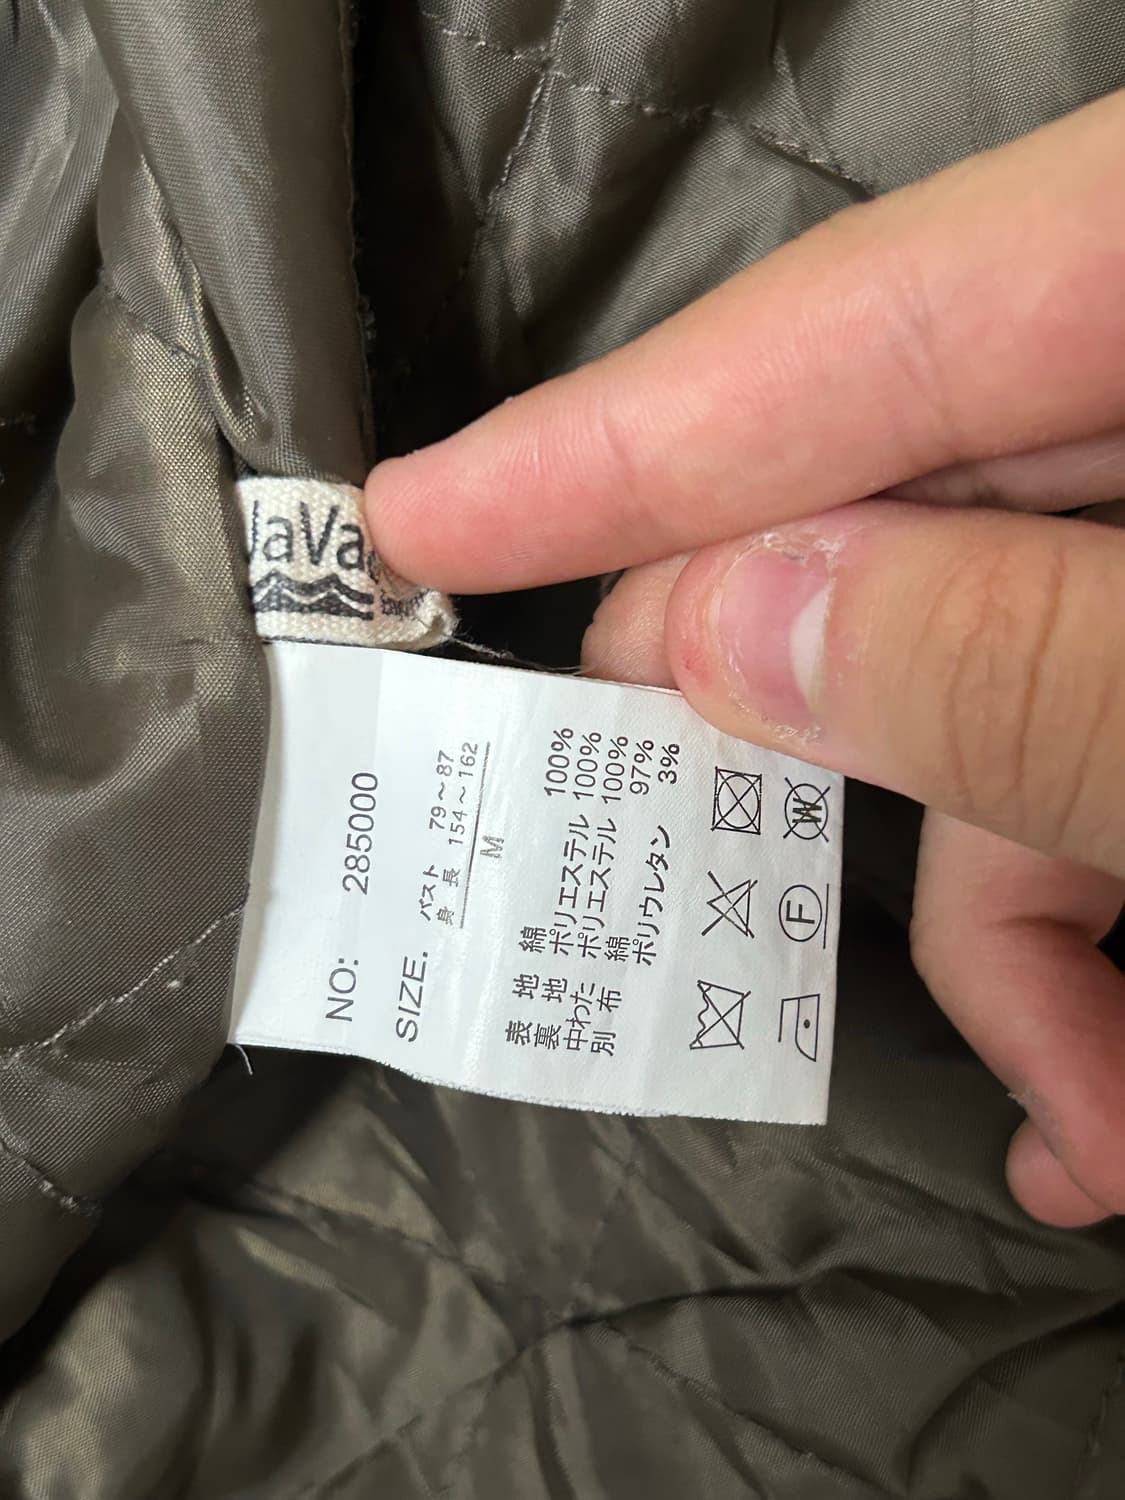 JaVa
NO: 285000
SIZE. バスト 79～87
身長 154～162
M
表地 綿 100%
裏地 ポリエステル 100%
中わた ポリエステル 100%
別布 綿 97%
ポリウレタン 3%
W
F